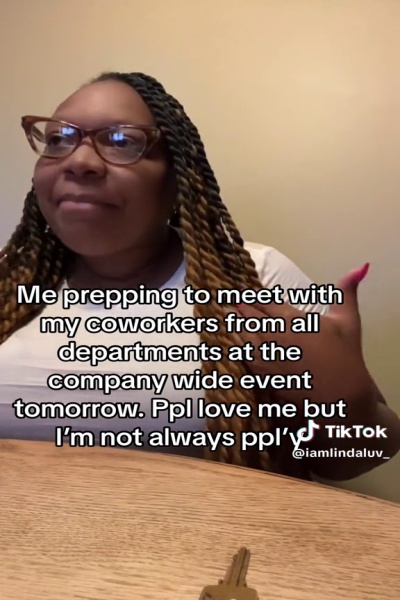 Me prepping to meet with
my coworkers from all
departments at the
company wide event
tomorrow. Ppl love me but
I'm not always ppl'y
TikTok
@iamlindaluv_